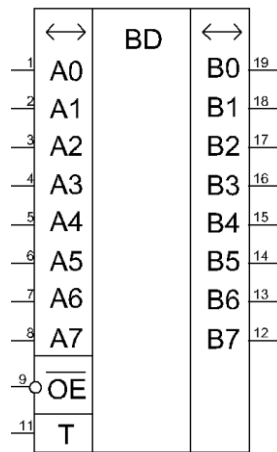 ↔ BD ↔
1 A0 B0 19
2 A1 B1 18
3 A2 B2 17
4 A3 B3 16
5 A4 B4 15
6 A5 B5 14
7 A6 B6 13
8 A7 B7 12
9 O̅E̅
11 T